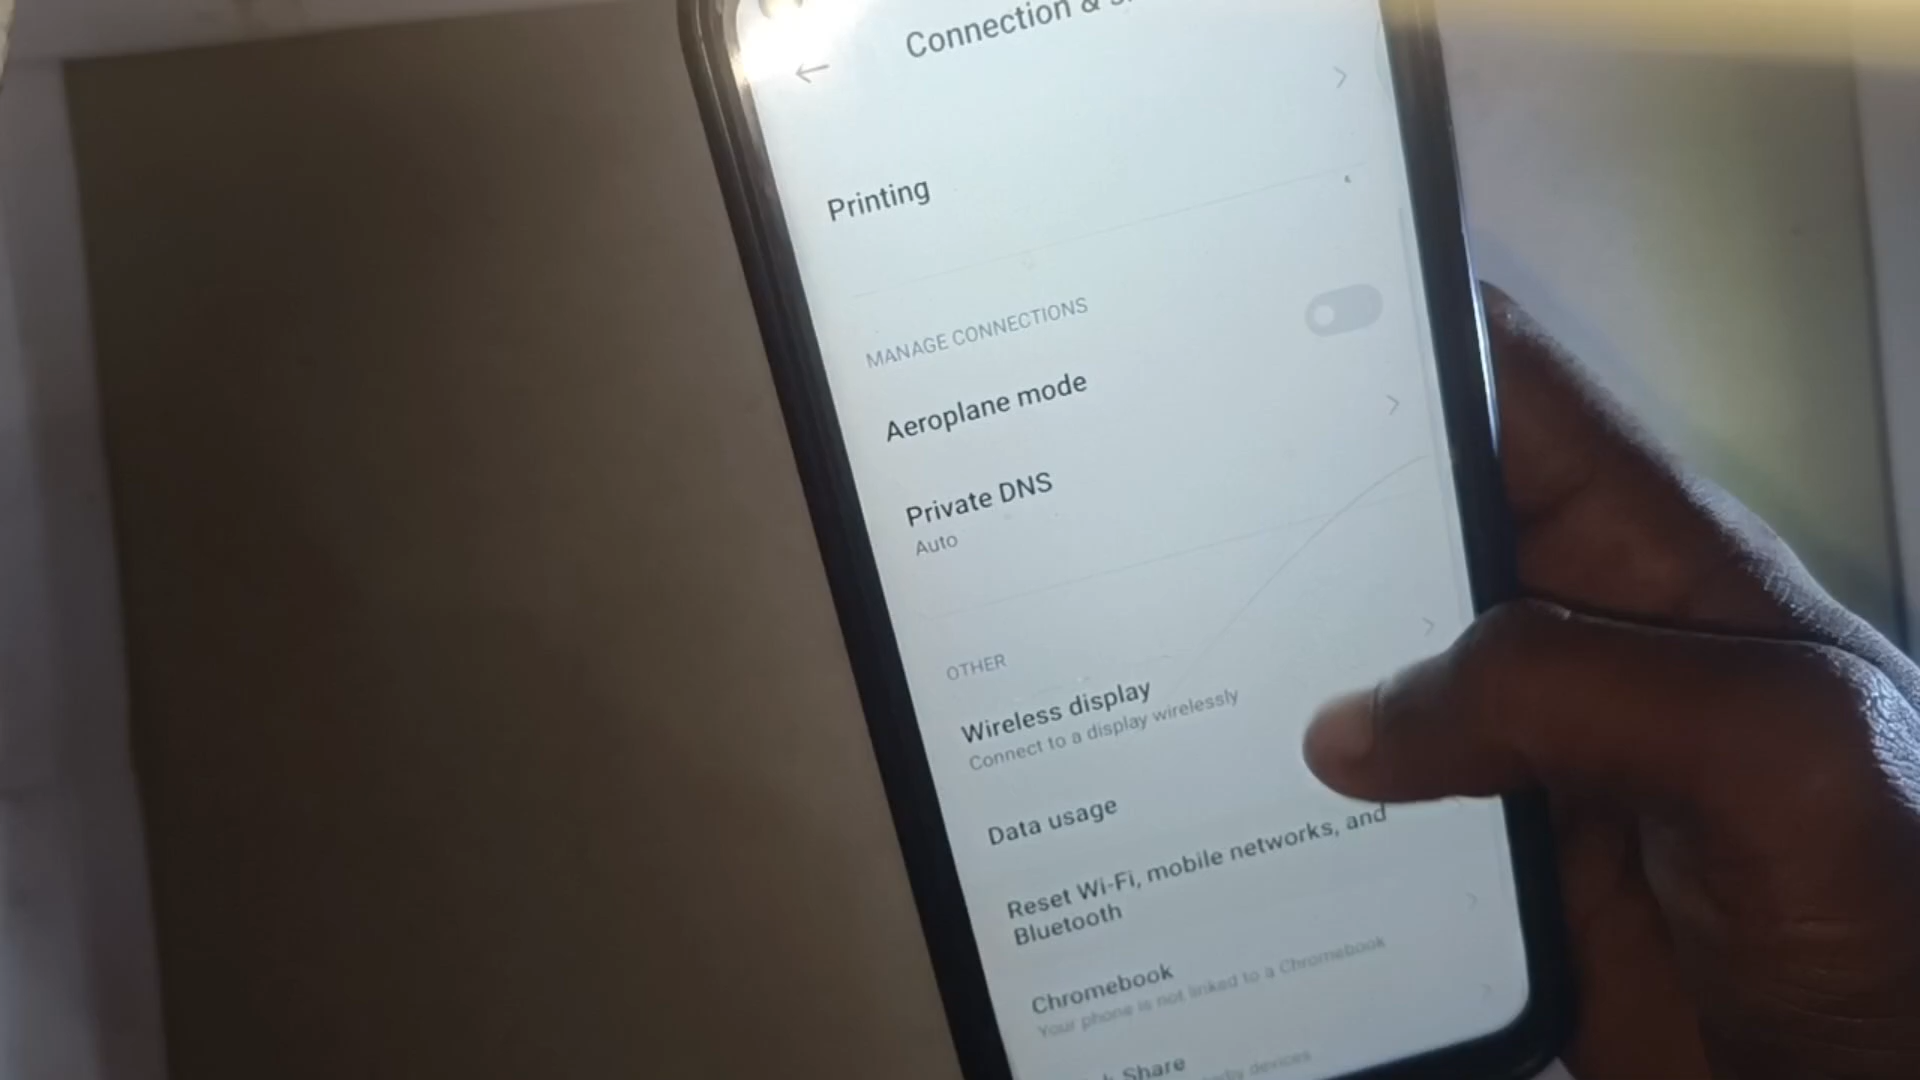 Connection &
Printing
MANAGE CONNECTIONS
Aeroplane mode
Private DNS
Auto
OTHER
Wireless display
Connect to a display wirelessly
Data usage
Reset Wi-Fi, mobile networks, and
Bluetooth
Chromebook
Your phone is not linked to a Chromebook
Share
devices